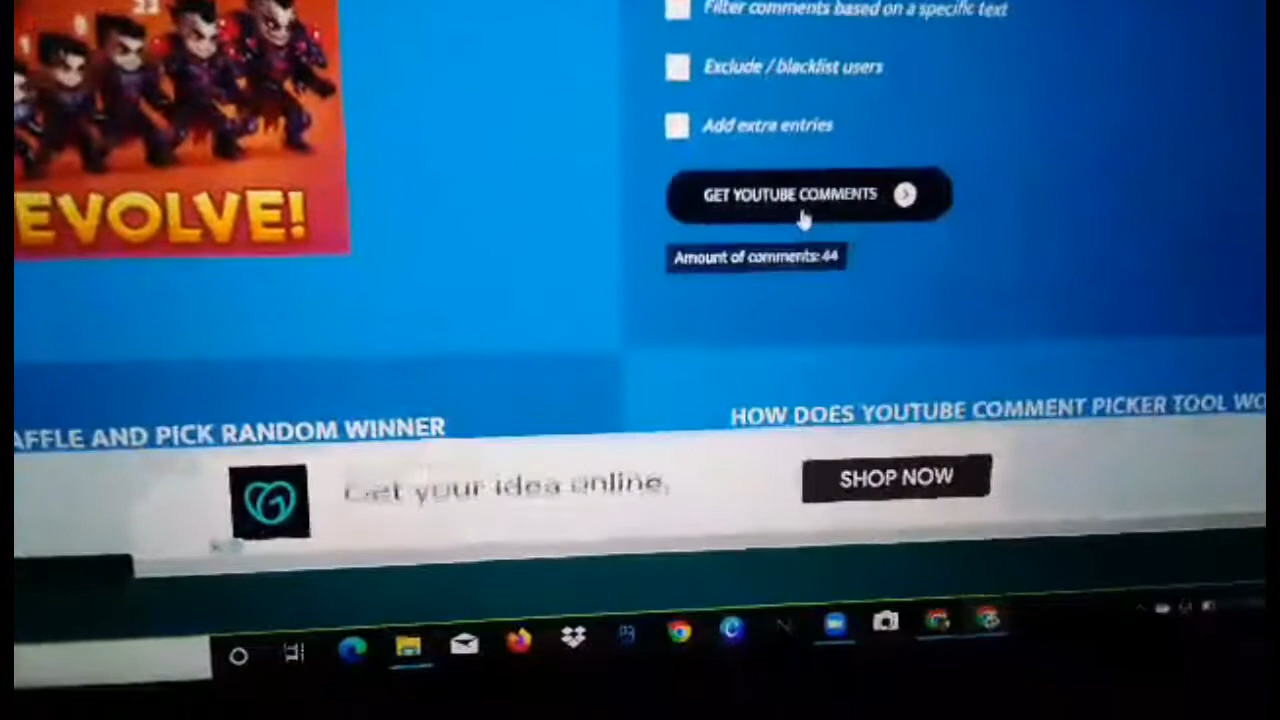 Filter comments based on a specific text
Exclude / blacklist users
Add extra entries
GET YOUTUBE COMMENTS
Amount of comments: 44
EVOLVE!
AFFLE AND PICK RANDOM WINNER
HOW DOES YOUTUBE COMMENT PICKER TOOL WO
Get your idea online.
SHOP NOW